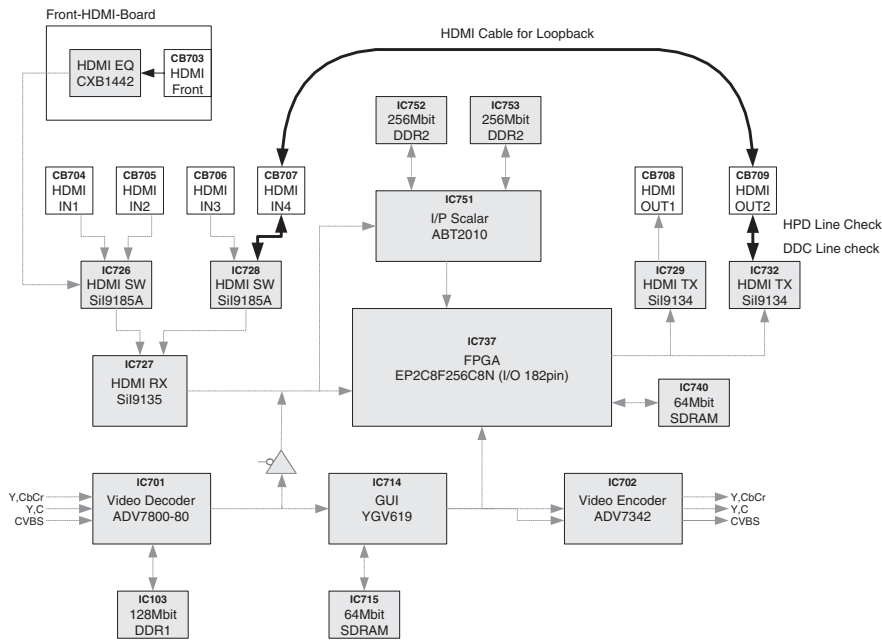 Front-HDMI-Board
HDMI EQ
CXB1442
CB703
HDMI
Front
HDMI Cable for Loopback
IC752
256Mbit
DDR2
IC753
256Mbit
DDR2
CB704
HDMI
IN1
CB705
HDMI
IN2
CB706
HDMI
IN3
CB707
HDMI
IN4
IC751
I/P Scalar
ABT2010
CB708
HDMI
OUT1
CB709
HDMI
OUT2
HPD Line Check
DDC Line check
IC726
HDMI SW
SiI9185A
IC728
HDMI SW
SiI9185A
IC729
HDMI TX
SiI9134
IC732
HDMI TX
SiI9134
IC727
HDMI RX
SiI9135
IC737
FPGA
EP2C8F256C8N (I/O 182pin)
IC740
64Mbit
SDRAM
Y,CbCr
Y,C
CVBS
IC701
Video Decoder
ADV7800-80
IC714
GUI
YGV619
IC702
Video Encoder
ADV7342
Y,CbCr
Y,C
CVBS
IC103
128Mbit
DDR1
IC715
64Mbit
SDRAM